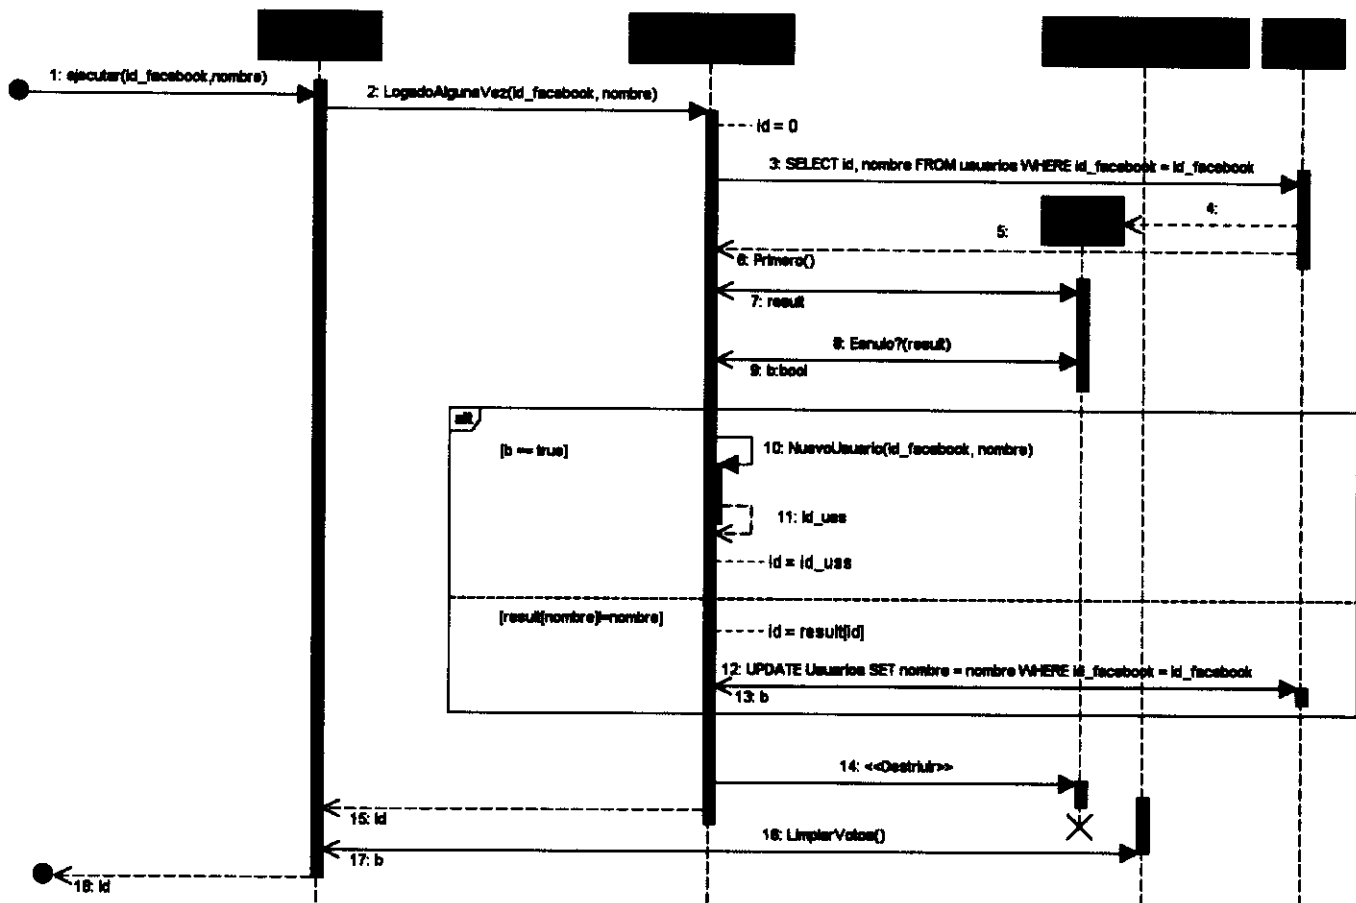 1: ejecutar(id_facebook,nombre)
2: LogadoAlgunaVez(id_facebook, nombre)
id = 0
3: SELECT id, nombre FROM usuarios WHERE id_facebook = id_facebook
4:
5:
6: Primero()
7: result
8: Esnulo?(result)
9: b:bool
alt
[b == true]
10: NuevoUsuario(id_facebook, nombre)
11: id_uss
id = id_uss
[result[nombre]!=nombre]
id = result[id]
12: UPDATE Usuarios SET nombre = nombre WHERE id_facebook = id_facebook
13: b
14: <<Destriuir>>
15: id
16: LimpiarVotos()
17: b
18: id